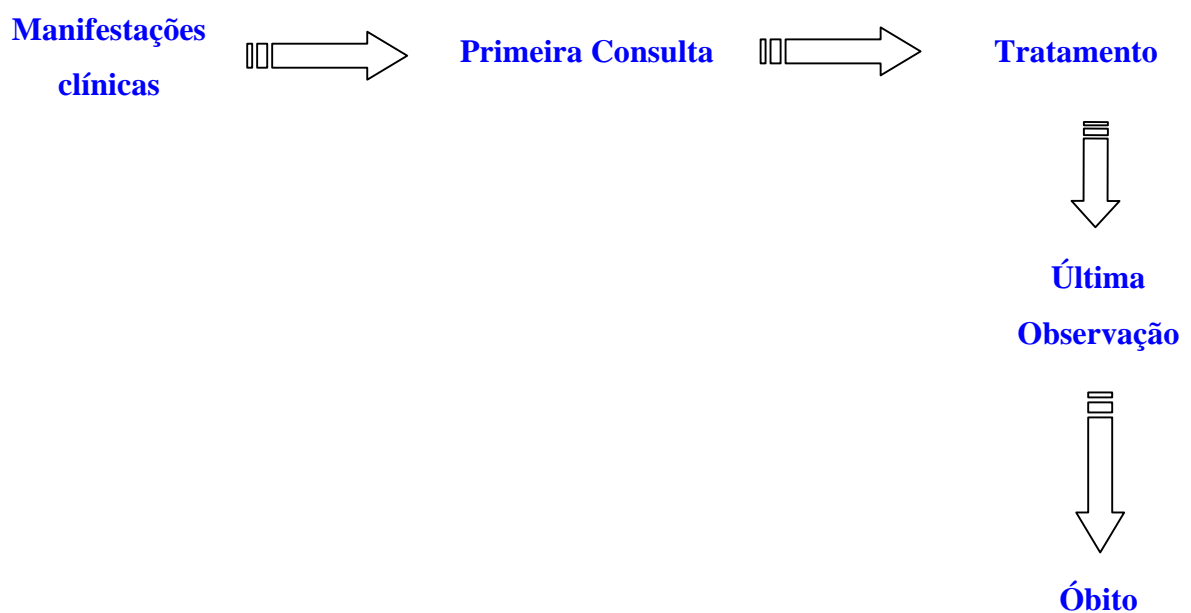 Manifestações
clínicas
Primeira Consulta
Tratamento
Última
Observação
Óbito